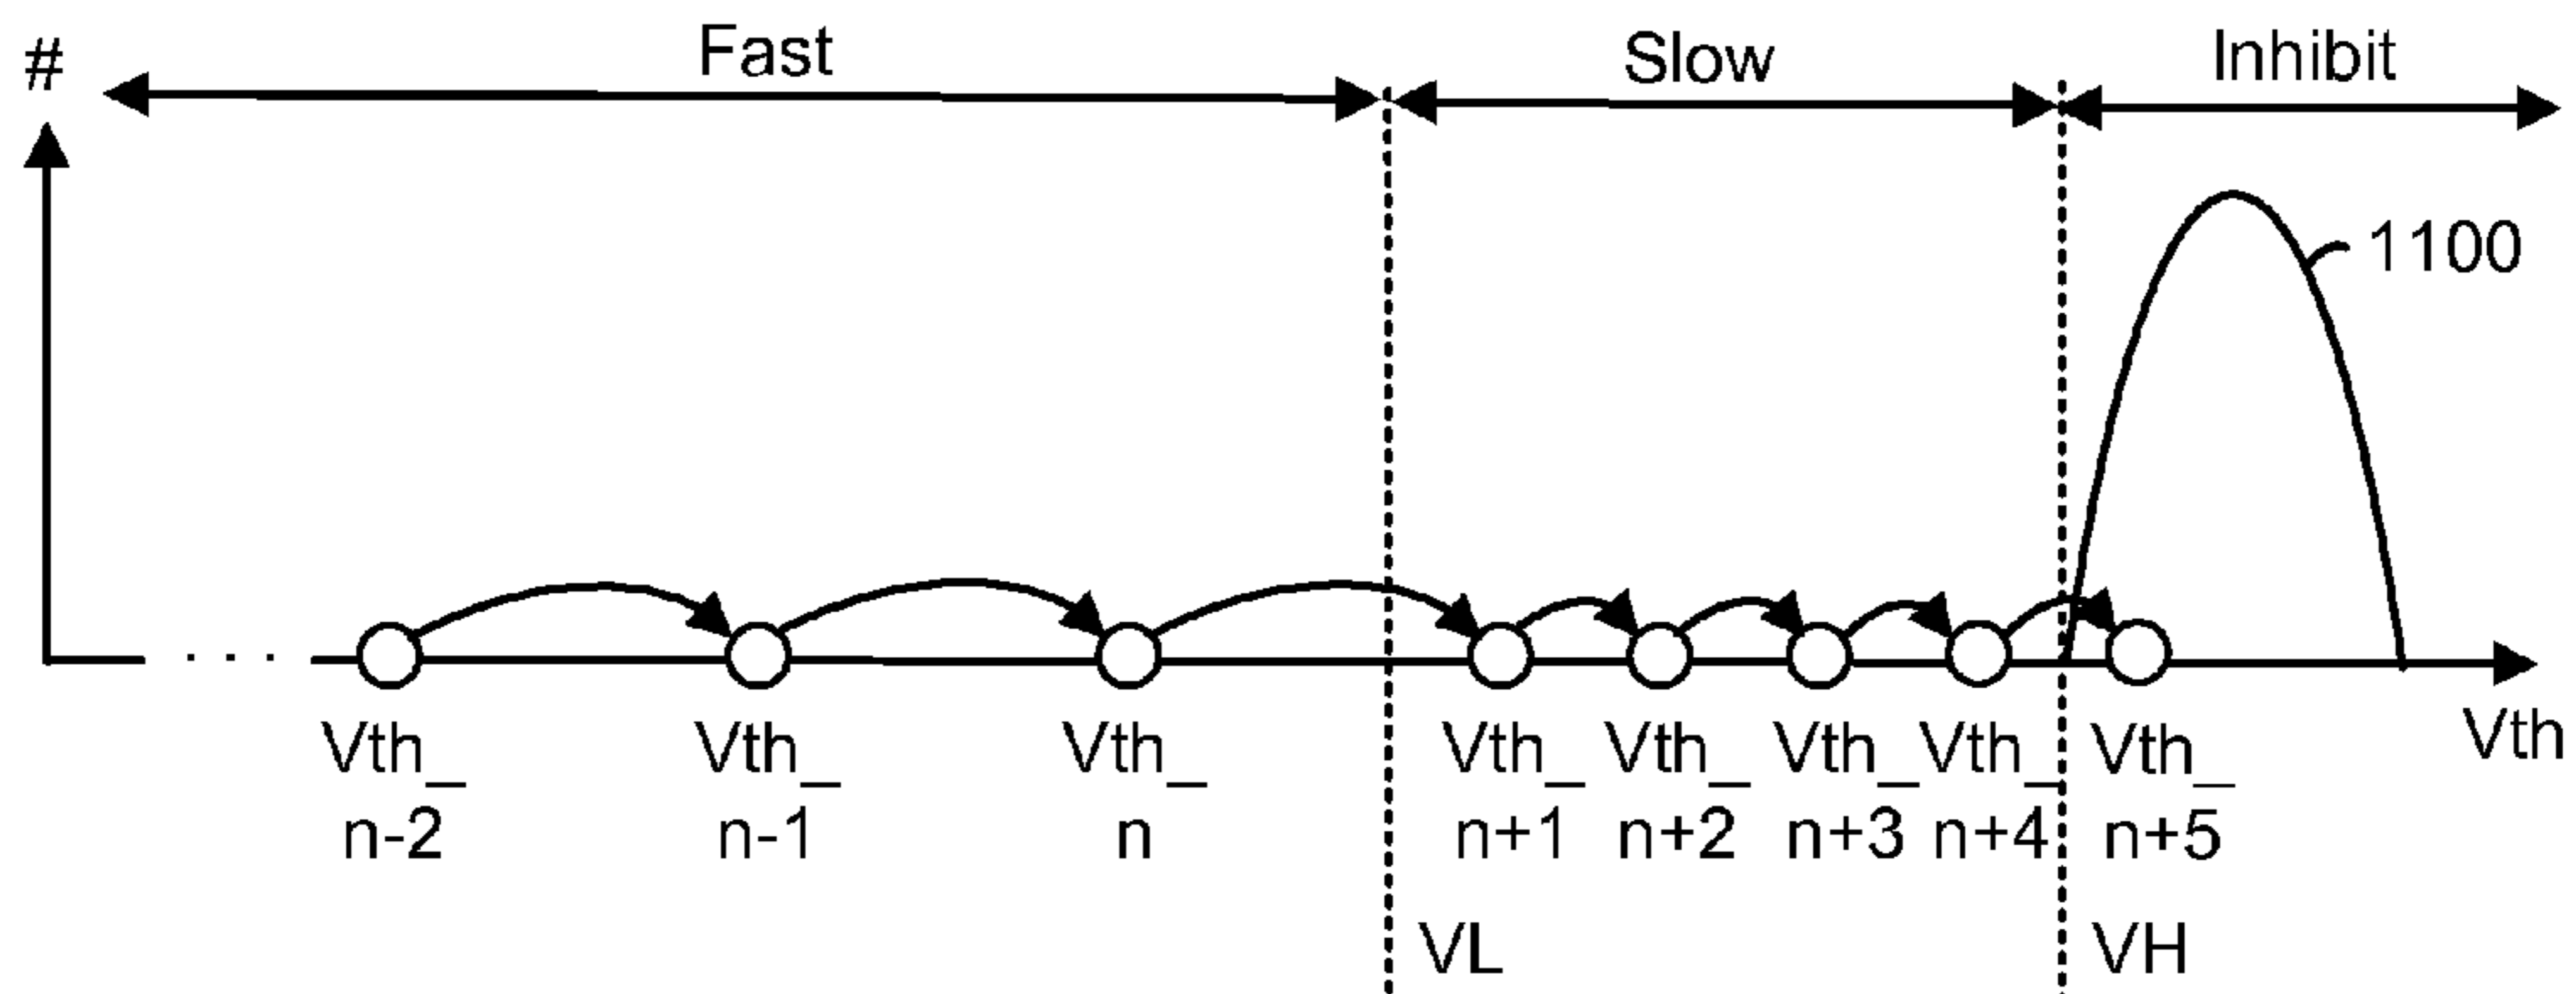 #
Fast
Slow
Inhibit
1100
. . .
Vth_ Vth_ Vth_ Vth_ Vth_ Vth_ Vth_ Vth_ Vth
n-2 n-1 n n+1 n+2 n+3 n+4 n+5
VL VH